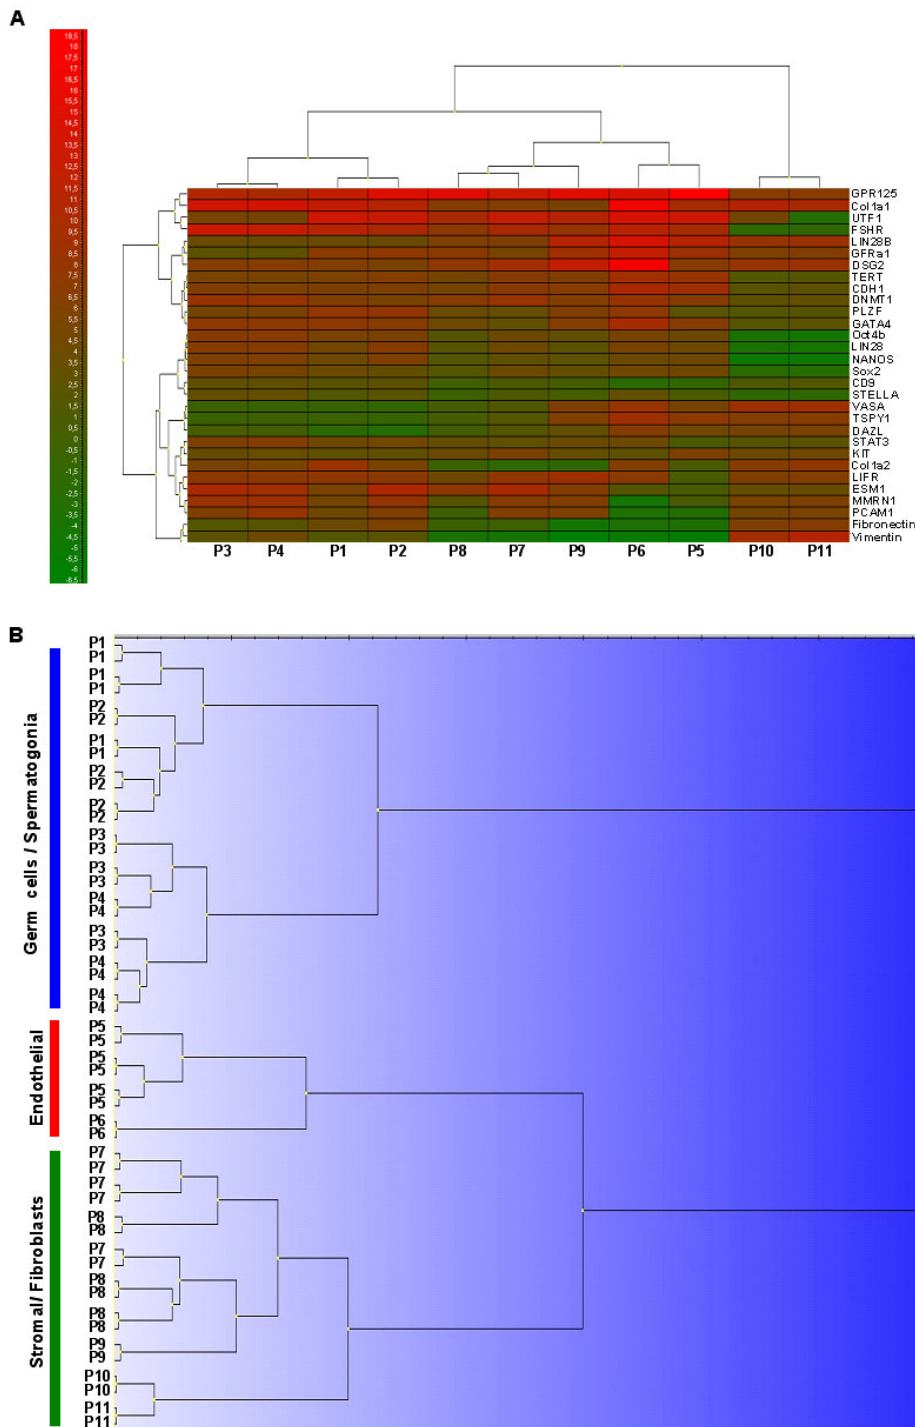 A
18,5
18
17,5
17
16,5
16
15,5
15
14,5
14
13,5
13
12,5
12
11,5
11
10,5
10
9,5
9
8,5
8
7,5
7
6,5
6
5,5
5
4,5
4
3,5
3
2,5
2
1,5
1
0,5
0
-0,5
-1
-1,5
-2
-2,5
-3
-3,5
-4
-4,5
-5
-5,5
-6
-6,5
GPR125
Col1a1
UTF1
FSHR
LIN28B
GFRa1
DSG2
TERT
CDH1
DNMT1
PLZF
GATA4
Oct4b
LIN28
NANOS
Sox2
CD9
STELLA
VASA
TSPY1
DAZL
STAT3
KIT
Col1a2
LIFR
ESM1
MMRN1
PCAM1
Fibronectin
Vimentin
P3 P4 P1 P2 P8 P7 P9 P6 P5 P10 P11
B
Germ cells / Spermatogonia
P1
P1
P1
P1
P2
P2
P1
P1
P2
P2
P2
P2
P3
P3
P3
P3
P4
P4
P3
P3
P4
P4
P4
P4
Endothelial
P5
P5
P5
P5
P5
P5
P6
P6
Stromal/ Fibroblasts
P7
P7
P7
P7
P8
P8
P7
P7
P8
P8
P8
P8
P9
P9
P10
P10
P11
P11